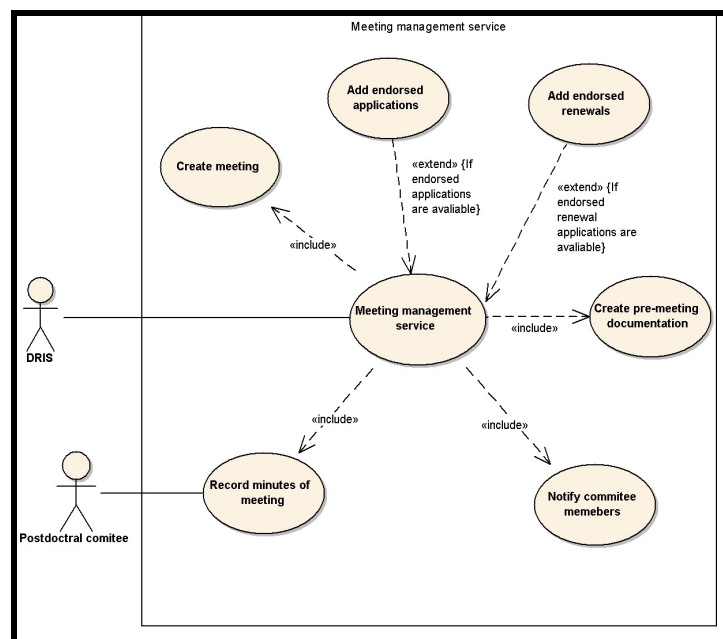 Meeting management service
Add endorsed
applications
Add endorsed
renewals
Create meeting
«extend» {If
endorsed
applications
are avaliable}
«extend» {If
endorsed
renewal
applications are
avaliable}
«include»
Meeting management
service
Create pre-meeting
documentation
«include»
DRIS
«include»
«include»
Record minutes of
meeting
Notify commitee
memebers
Postdoctral comitee